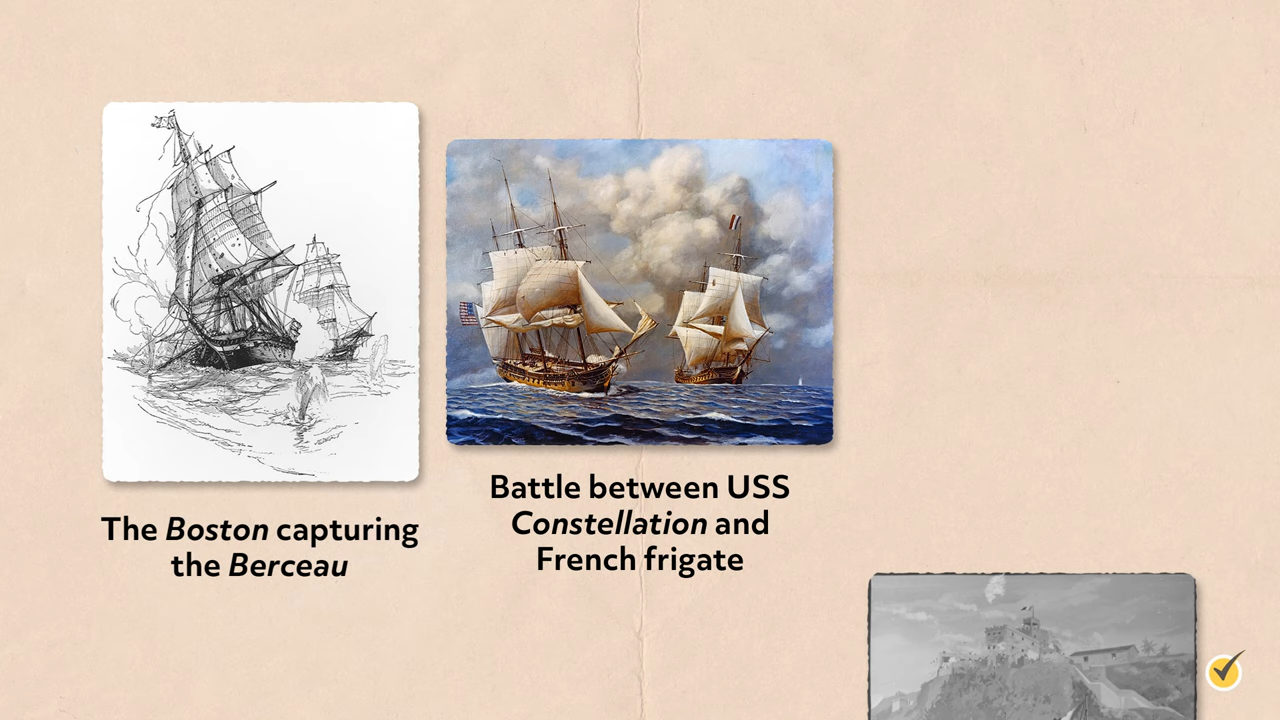 The Boston capturing
the Berceau
Battle between USS
Constellation and
French frigate